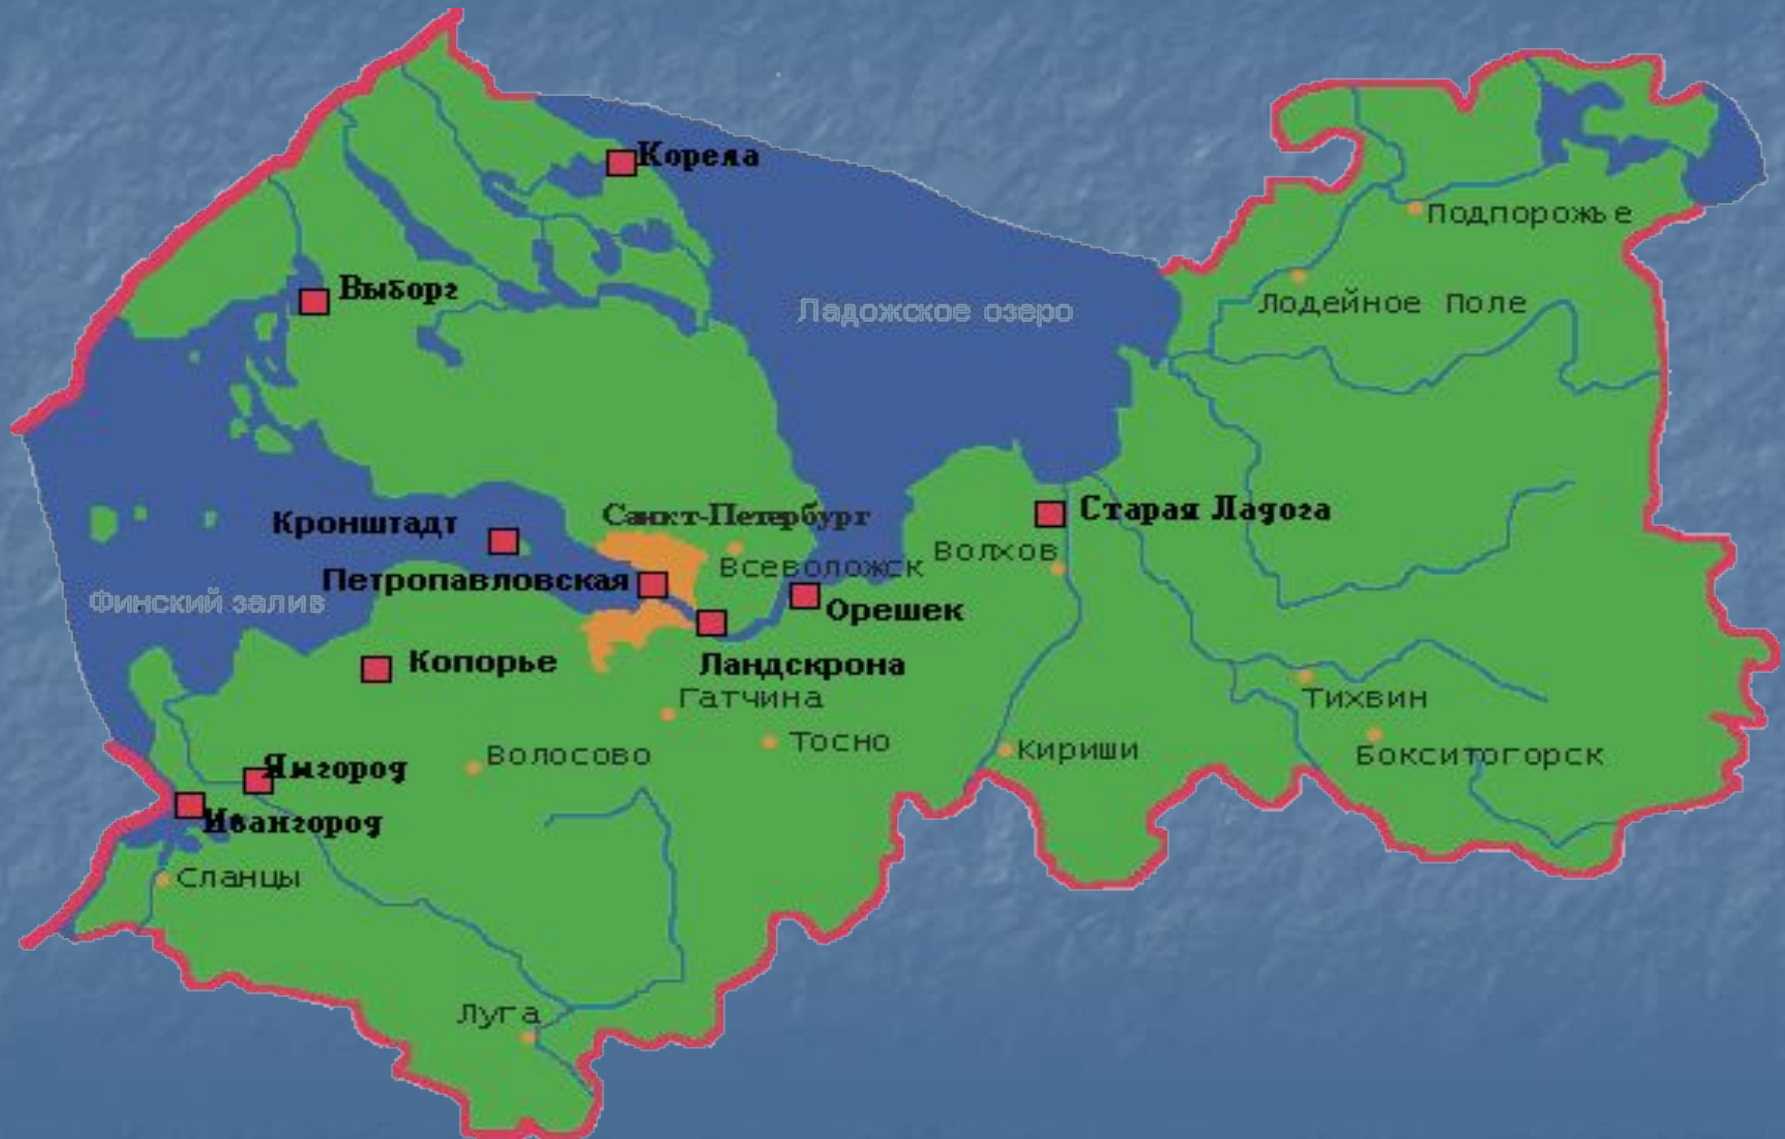 Корела
Подпорожье
Выборг
Ладожское озеро
Лодейное Поле
Кронштадт
Санкт-Петербург
Старая Ладога
Волхов
Всеволожск
Петропавловская
Финский залив
Орешек
Копорье
Ландскрона
Гатчина
Тихвин
Волосово
Тосно
Кириши
Бокситогорск
Ямгород
Ивангород
Сланцы
Луга